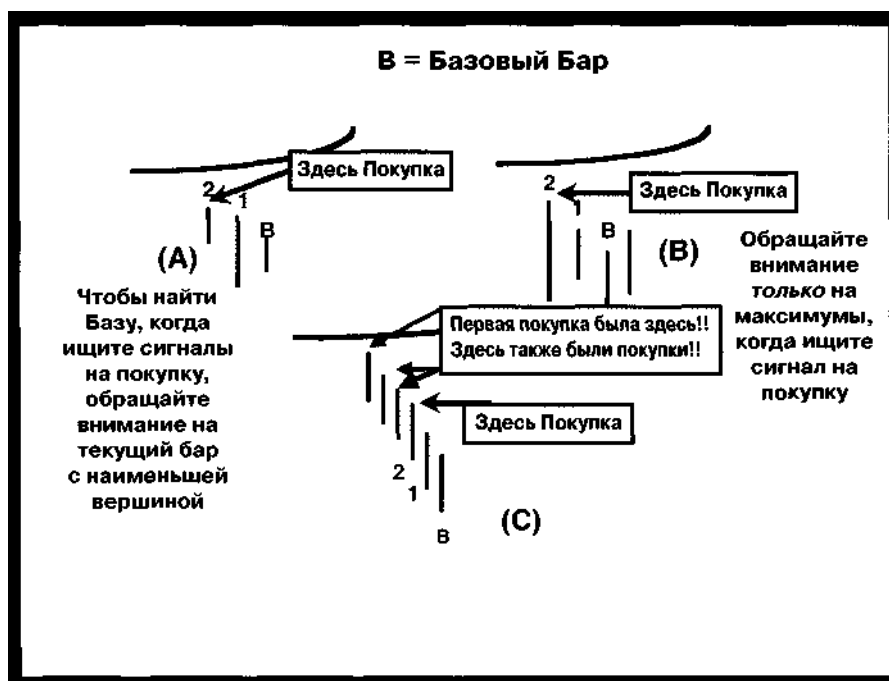 B = Базовый Бар
Здесь Покупка
2
1
B
(A)
Чтобы найти
Базу, когда
ищите сигналы
на покупку,
обращайте
внимание на
текущий бар
с наименьшей
вершиной
Здесь Покупка
2
1
B
(B)
Обращайте
внимание
только на
максимумы,
когда ищите
сигнал на
покупку
Первая покупка была здесь!!
Здесь также были покупки!!
Здесь Покупка
2
1
B
(C)